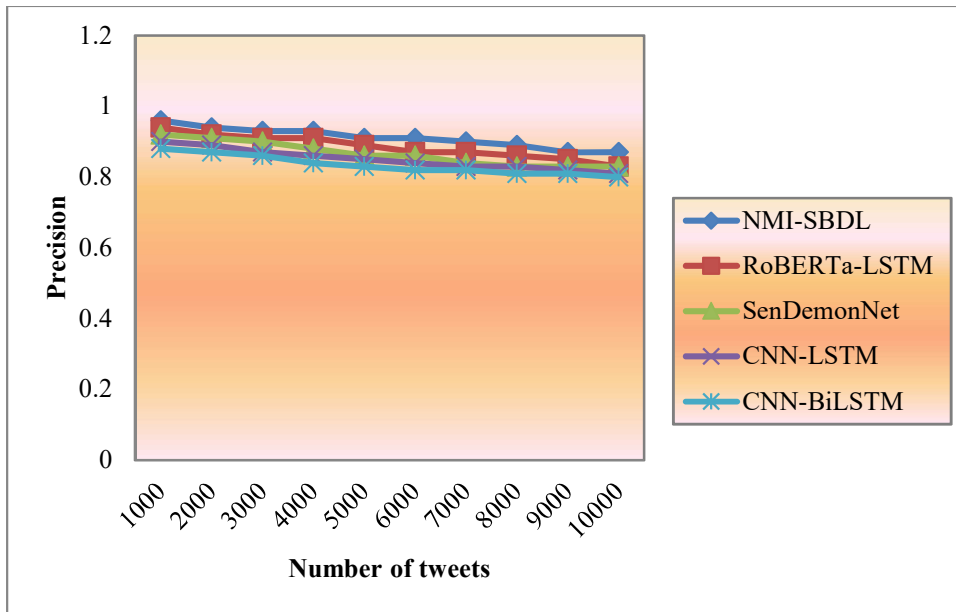 1.2
1
0.8
0.6
0.4
0.2
0
Precision
1000
2000
3000
4000
5000
6000
7000
8000
9000
10000
Number of tweets
NMI-SBDL
RoBERTa-LSTM
SenDemonNet
CNN-LSTM
CNN-BiLSTM